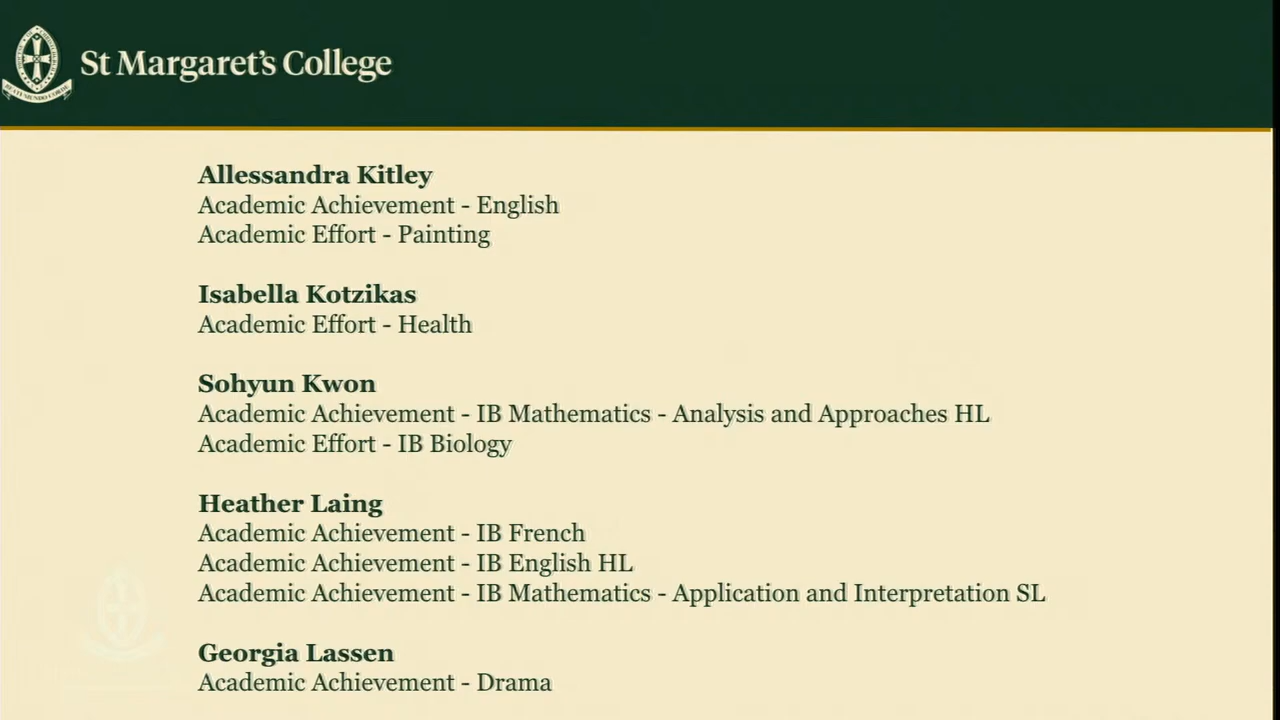 St Margaret's College
Allessandra Kitley
Academic Achievement - English
Academic Effort - Painting
Isabella Kotzikas
Academic Effort - Health
Sohyun Kwon
Academic Achievement - IB Mathematics - Analysis and Approaches HL
Academic Effort - IB Biology
Heather Laing
Academic Achievement - IB French
Academic Achievement - IB English HL
Academic Achievement - IB Mathematics - Application and Interpretation SL
Georgia Lassen
Academic Achievement - Drama